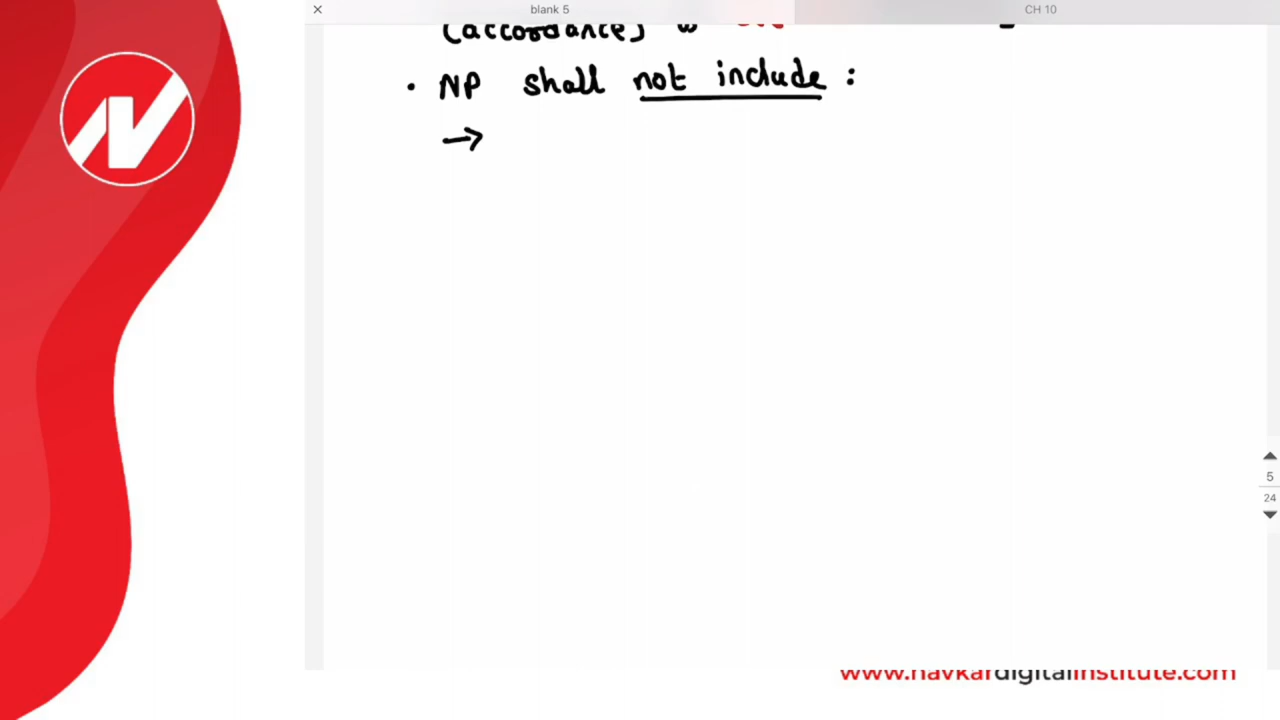 blank 5
CH 10
(accordance)
• NP shall not include :
→
5
24
www.navkardigitalinstitute.com